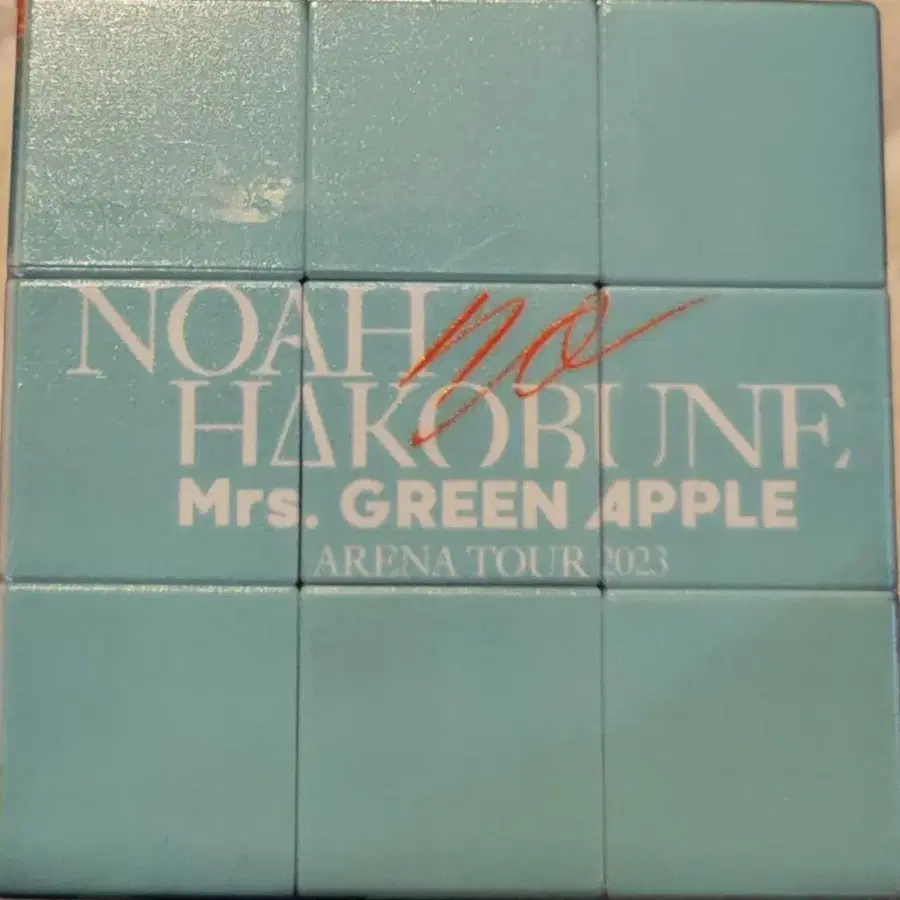 NOAH no
HAKOBUNE
Mrs. GREEN APPLE
ARENA TOUR 2023